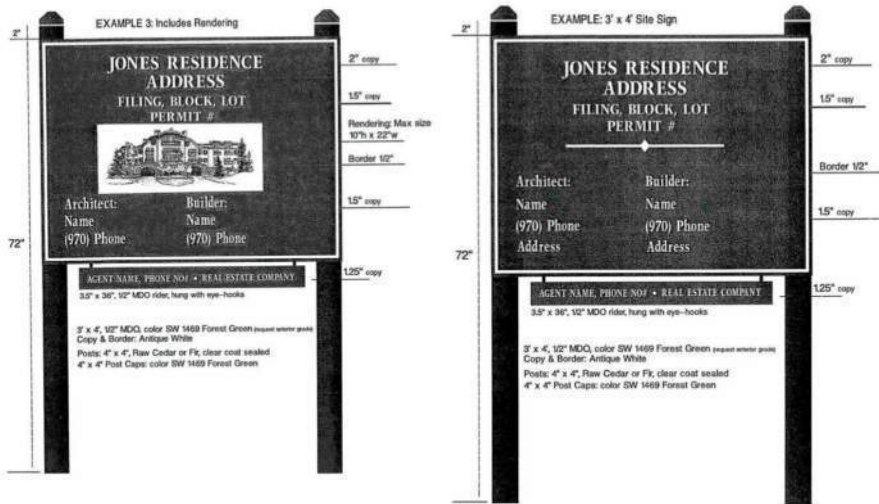 EXAMPLE 3: Includes Rendering
2"
JONES RESIDENCE
ADDRESS
FILING, BLOCK, LOT
PERMIT #
2" copy
1.5" copy
Rendering: Max size
10"h x 22"w
Border 1/2"
1.5" copy
Architect:
Name
(970) Phone
Builder:
Name
(970) Phone
72"
AGENT NAME, PHONE NO# • REAL ESTATE COMPANY
1.25" copy
3.5" x 36", 1/2" MDO rider, hung with eye-hooks
3' x 4', 1/2" MDO, color SW 1469 Forest Green (request exterior grade)
Copy & Border: Antique White
Posts: 4" x 4", Raw Cedar or Fir, clear coat sealed
4" x 4" Post Caps: color SW 1469 Forest Green
EXAMPLE: 3' x 4' Site Sign
2"
JONES RESIDENCE
ADDRESS
FILING, BLOCK, LOT
PERMIT #
2" copy
1.5" copy
Border 1/2"
1.5" copy
Architect:
Name
(970) Phone
Address
Builder:
Name
(970) Phone
Address
72"
AGENT NAME, PHONE NO# • REAL ESTATE COMPANY
1.25" copy
3.5" x 36", 1/2" MDO rider, hung with eye-hooks
3' x 4', 1/2" MDO, color SW 1469 Forest Green (request exterior grade)
Copy & Border: Antique White
Posts: 4" x 4", Raw Cedar or Fir, clear coat sealed
4" x 4" Post Caps: color SW 1469 Forest Green